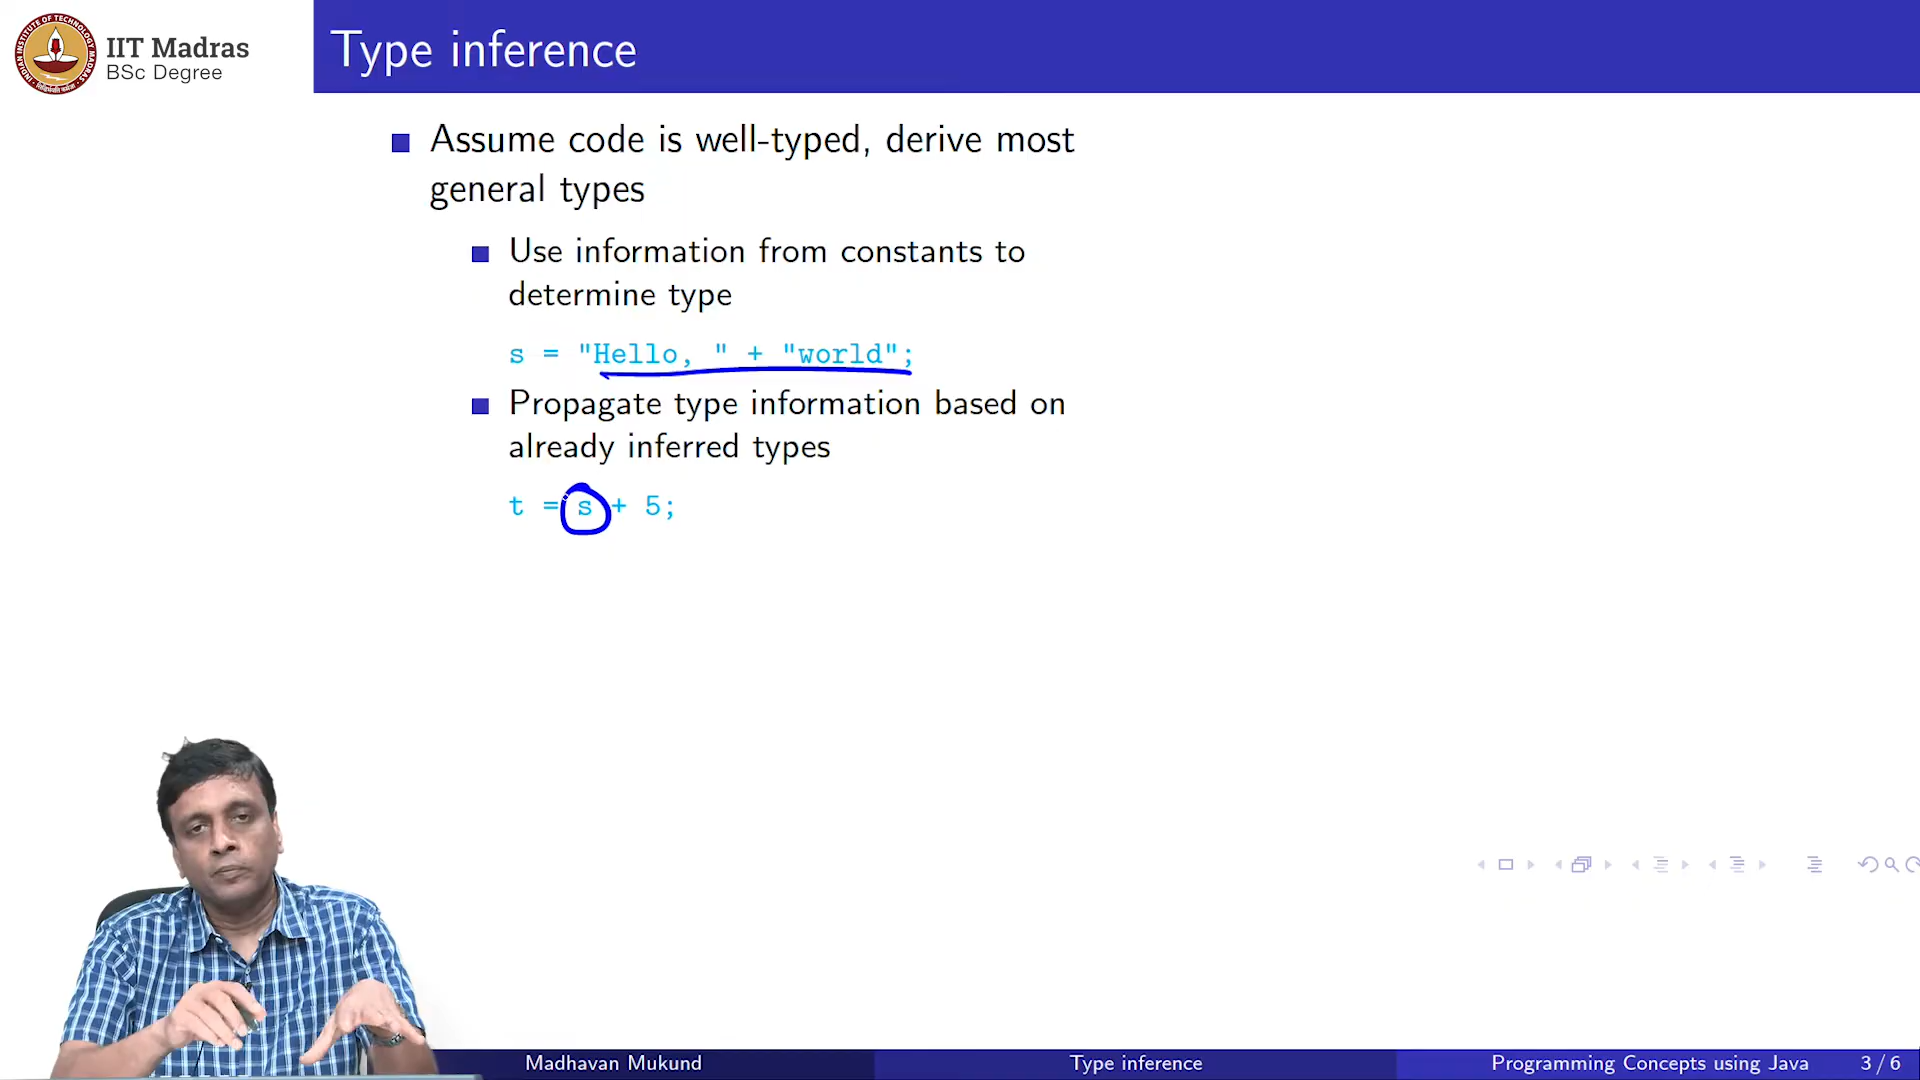 IIT Madras
BSc Degree
Type inference
Assume code is well-typed, derive most
general types
Use information from constants to
determine type
s = "Hello, " + "world";
Propagate type information based on
already inferred types
t = s + 5;
Madhavan Mukund
Type inference
Programming Concepts using Java
3 / 6